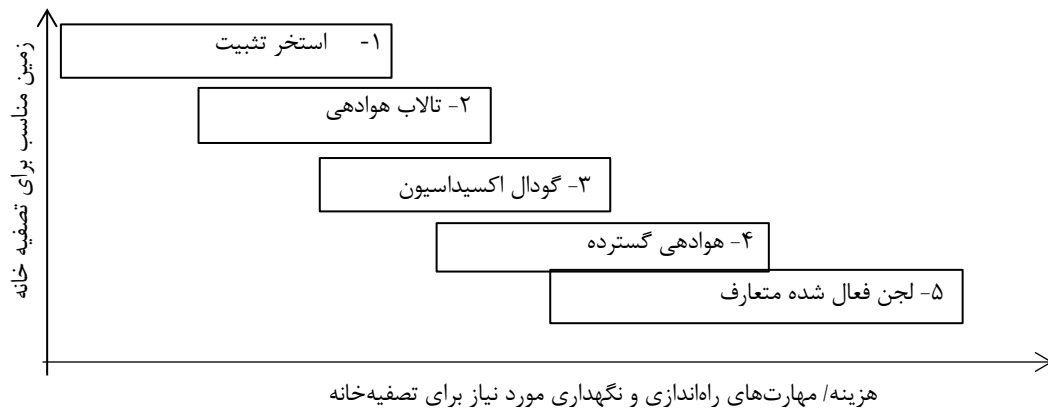 زمین مناسب برای تصفیه خانه
۱- استخر تثبیت
۲- تالاب هوادهی
۳- گودال اکسیداسیون
۴- هوادهی گسترده
۵- لجن فعال شده متعارف
هزینه/ مهارت‌های راه‌اندازی و نگهداری مورد نیاز برای تصفیه‌خانه